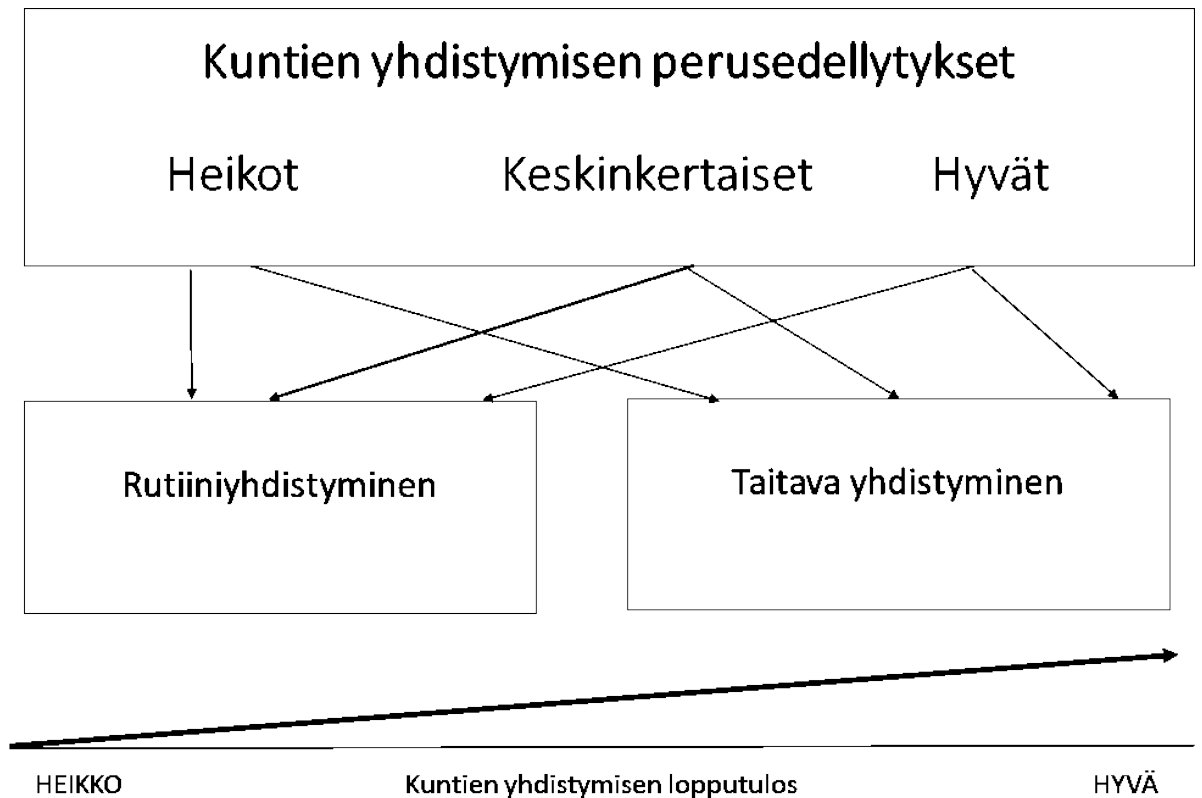 Kuntien yhdistymisen perusedellytykset
Heikot Keskinkertaiset Hyvät
Rutiiniyhdistyminen Taitava yhdistyminen
HEIKKO Kuntien yhdistymisen lopputulos HYVÄ